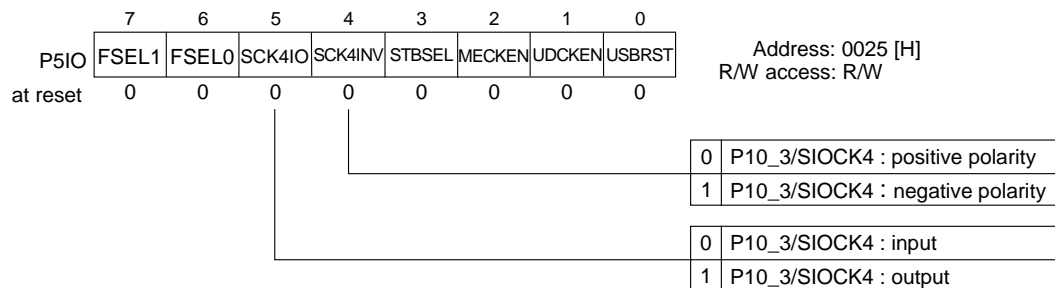 7 6 5 4 3 2 1 0
P5IO FSEL1 FSEL0 SCK4IO SCK4INV STBSEL MECKEN UDCKEN USBRST
Address: 0025 [H]
R/W access: R/W
at reset 0 0 0 0 0 0 0 0
0 P10_3/SIOCK4 : positive polarity
1 P10_3/SIOCK4 : negative polarity
0 P10_3/SIOCK4 : input
1 P10_3/SIOCK4 : output